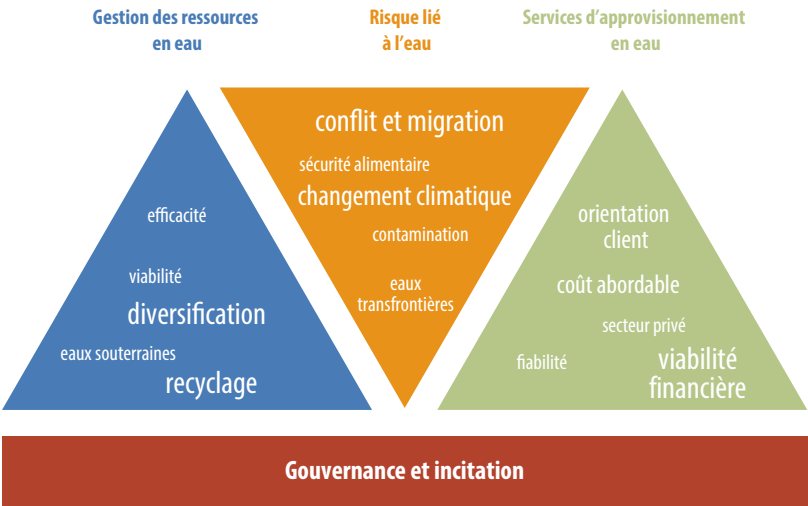 Gestion des ressources
en eau
Risque lié
à l'eau
Services d'approvisionnement
en eau
efficacité
viabilité
diversification
eaux souterraines
recyclage
conflit et migration
sécurité alimentaire
changement climatique
contamination
eaux
transfrontières
orientation
client
coût abordable
secteur privé
fiabilité
viabilité
financière
Gouvernance et incitation